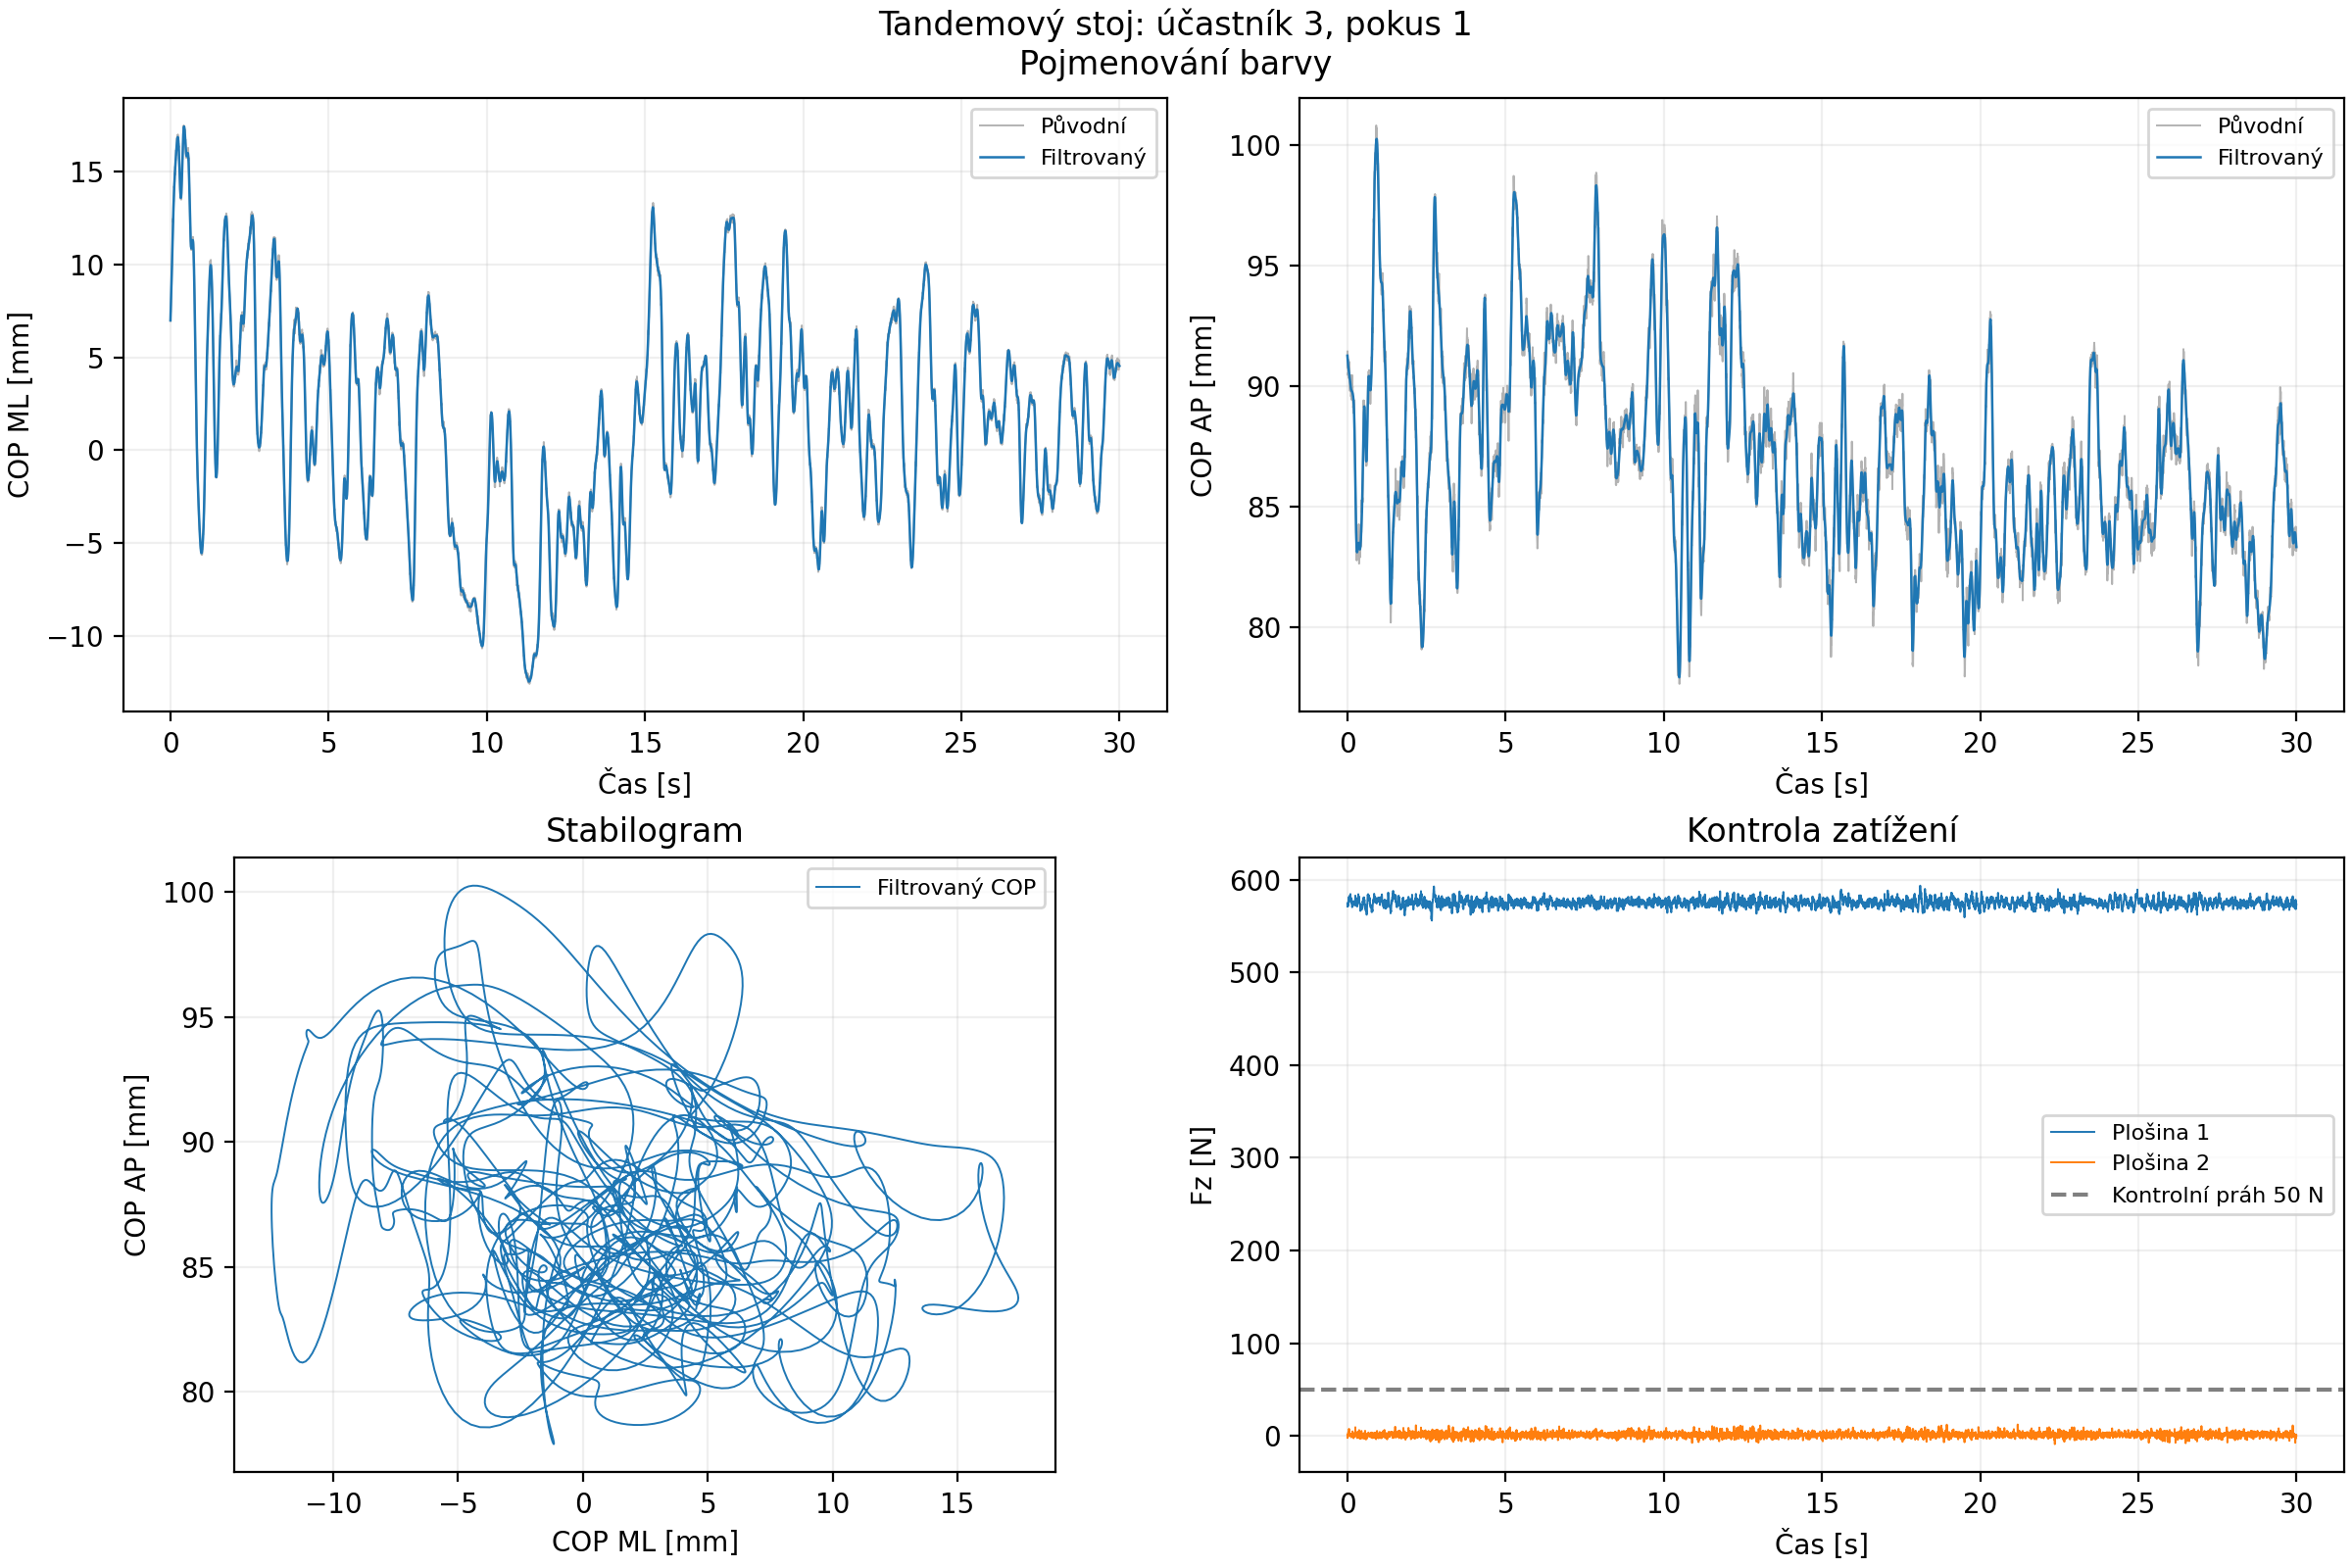 Tandemový stoj: účastník 3, pokus 1
Pojmenování barvy
COP ML [mm]
15
10
5
0
−5
−10
Původní
Filtrovaný
0 5 10 15 20 25 30
Čas [s]
COP AP [mm]
100
95
90
85
80
Původní
Filtrovaný
0 5 10 15 20 25 30
Čas [s]
Stabilogram
COP AP [mm]
100
95
90
85
80
Filtrovaný COP
−10 −5 0 5 10 15
COP ML [mm]
Kontrola zatížení
Fz [N]
600
500
400
300
200
100
0
Plošina 1
Plošina 2
Kontrolní práh 50 N
0 5 10 15 20 25 30
Čas [s]